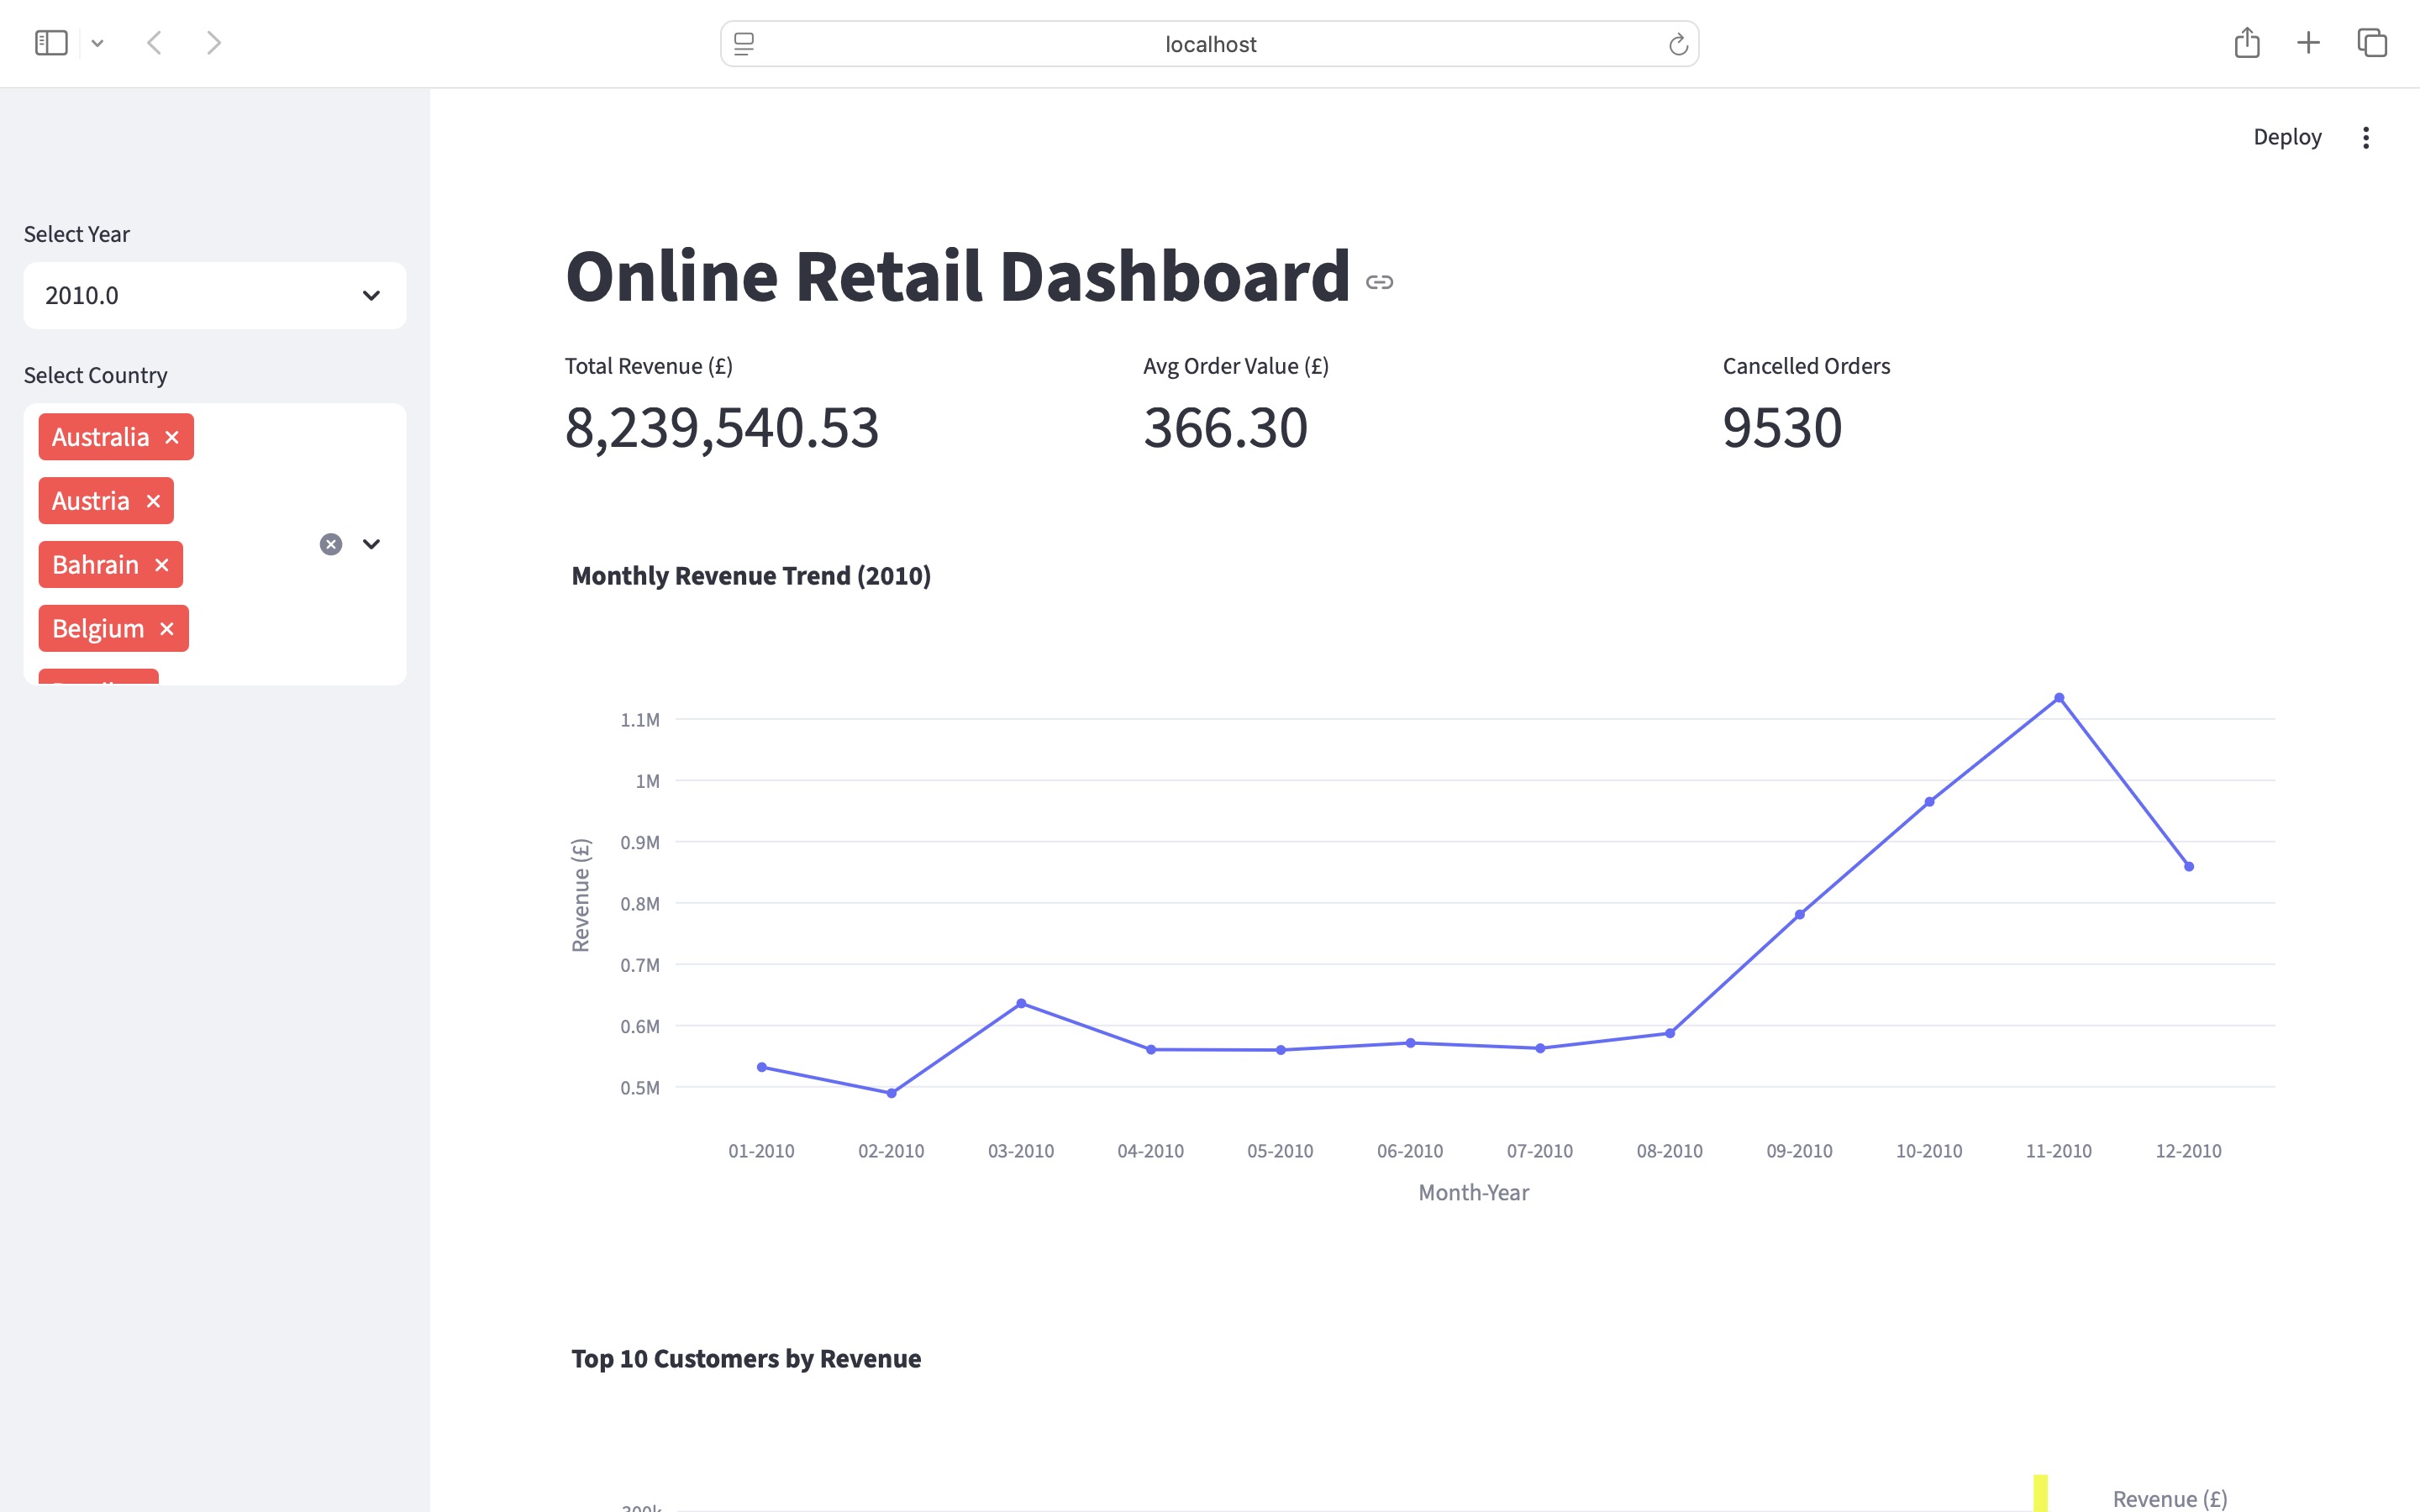 localhost
Deploy
Select Year
2010.0
Select Country
Australia
Austria
Bahrain
Belgium
Online Retail Dashboard
Total Revenue (£)
8,239,540.53
Avg Order Value (£)
366.30
Cancelled Orders
9530
Monthly Revenue Trend (2010)
Revenue (£)
1.1M
1M
0.9M
0.8M
0.7M
0.6M
0.5M
01-2010 02-2010 03-2010 04-2010 05-2010 06-2010 07-2010 08-2010 09-2010 10-2010 11-2010 12-2010
Month-Year
Top 10 Customers by Revenue
Revenue (£)